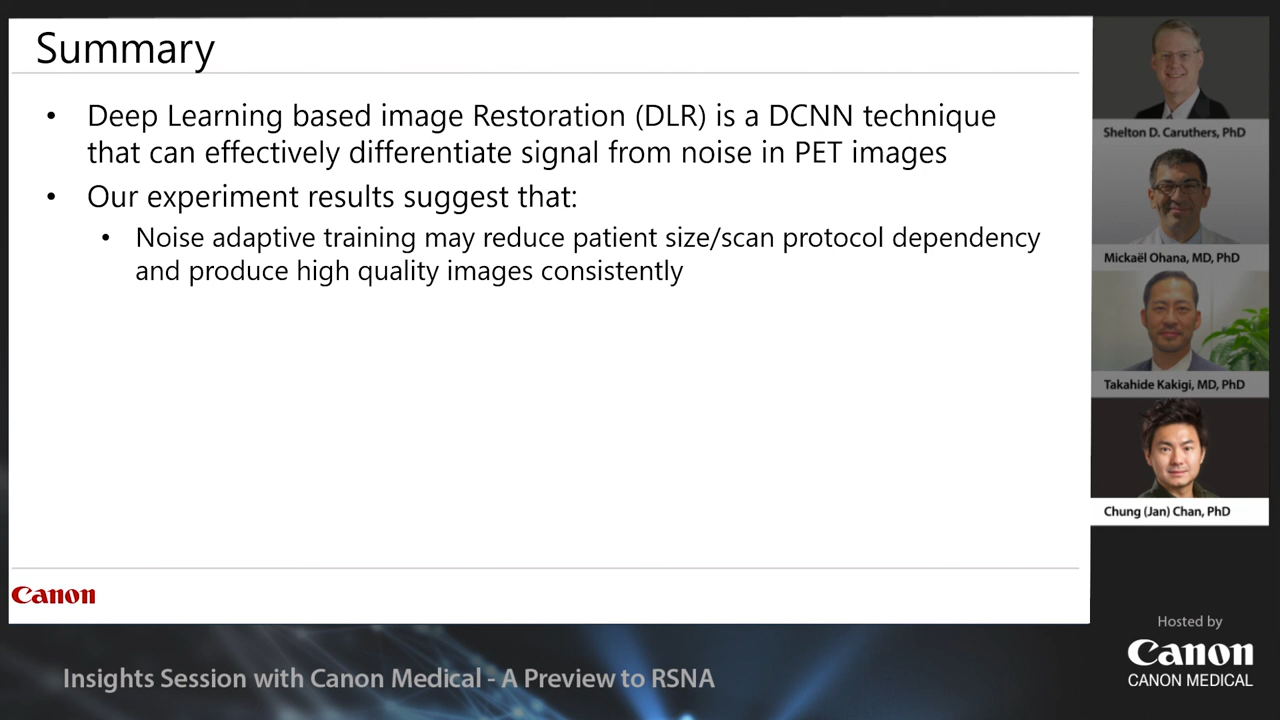 Summary
• Deep Learning based image Restoration (DLR) is a DCNN technique
that can effectively differentiate signal from noise in PET images
• Our experiment results suggest that:
• Noise adaptive training may reduce patient size/scan protocol dependency
and produce high quality images consistently
Canon
Shelton D. Caruthers, PhD
Mickaël Ohana, MD, PhD
Takahide Kakigi, MD, PhD
Chung (Jan) Chan, PhD
Insights Session with Canon Medical - A Preview to RSNA
Hosted by
Canon
CANON MEDICAL